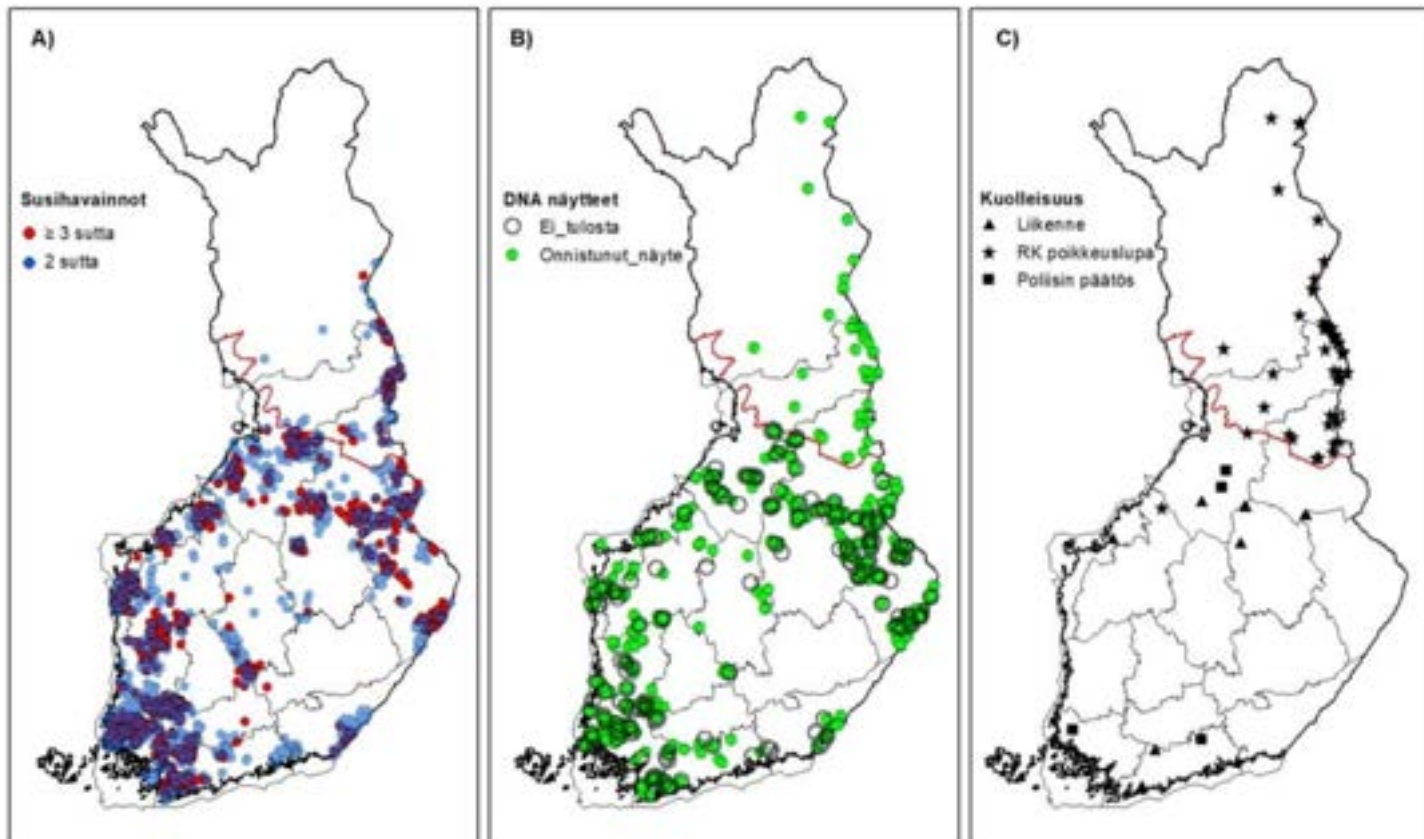 A)
Susihavainnot
≥ 3 sutta
2 sutta
B)
DNA näytteet
Ei_tulosta
Onnistunut_näyte
C)
Kuolleisuus
Liikenne
RK poikkeuslupa
Poliisin päätös